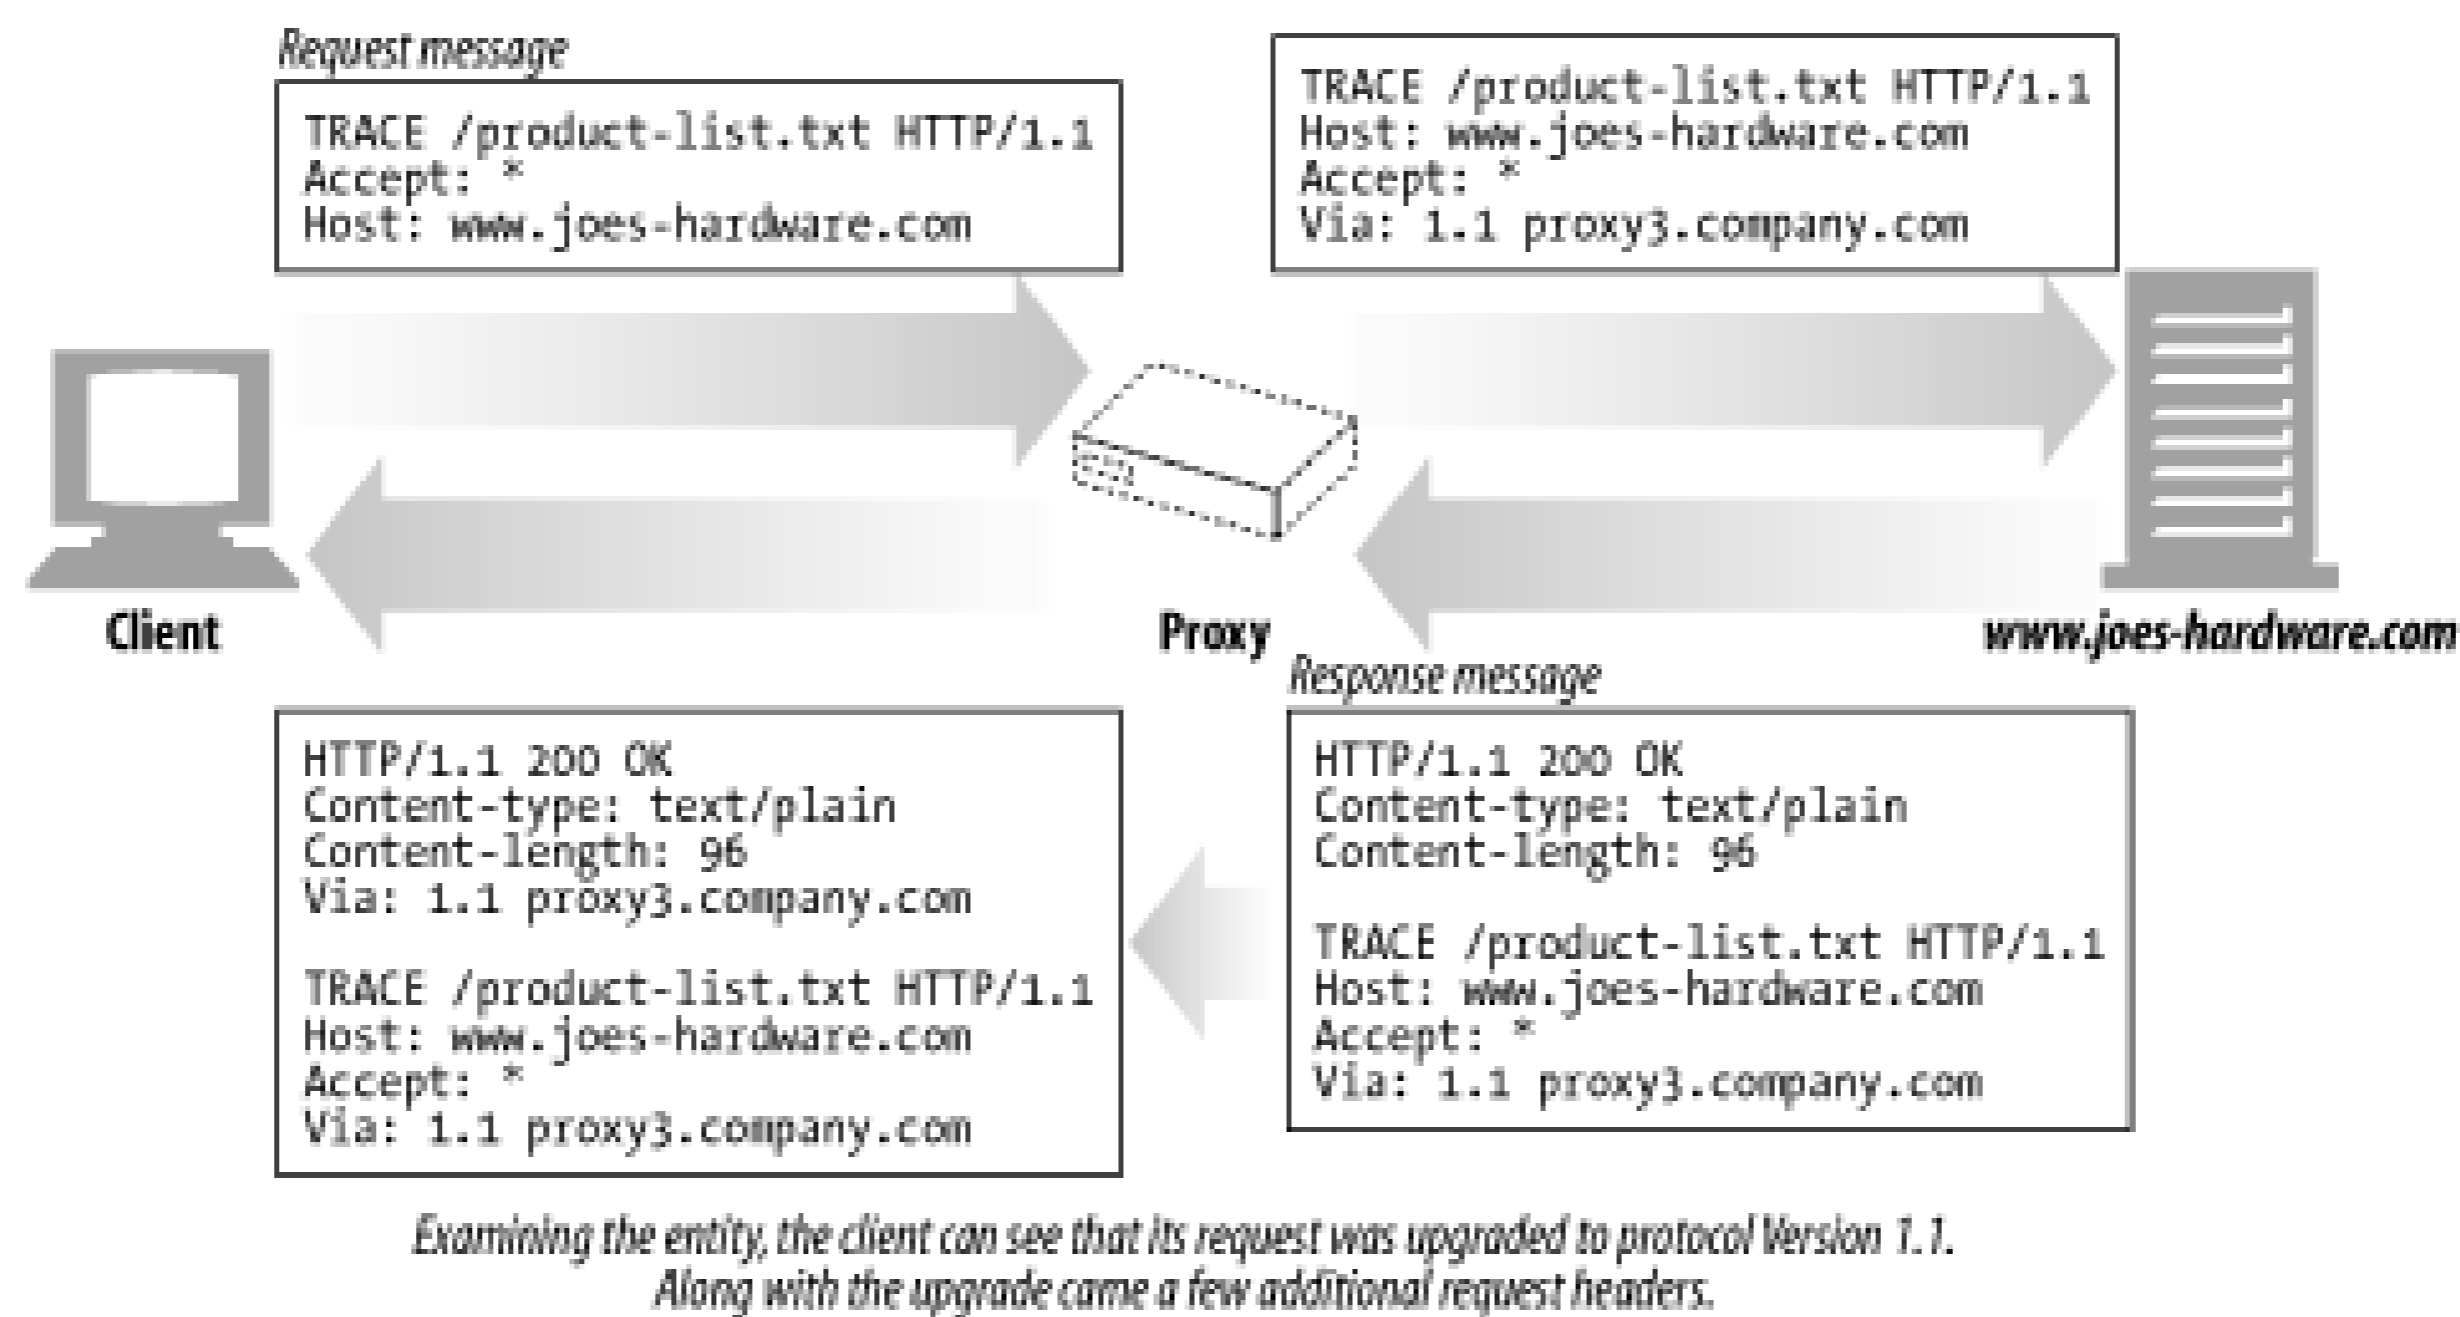 Request message
TRACE /product-list.txt HTTP/1.1
Accept: *
Host: www.joes-hardware.com
TRACE /product-list.txt HTTP/1.1
Host: www.joes-hardware.com
Accept: *
Via: 1.1 proxy3.company.com
Client
Proxy
www.joes-hardware.com
Response message
HTTP/1.1 200 OK
Content-type: text/plain
Content-length: 96
Via: 1.1 proxy3.company.com
TRACE /product-list.txt HTTP/1.1
Host: www.joes-hardware.com
Accept: *
Via: 1.1 proxy3.company.com
HTTP/1.1 200 OK
Content-type: text/plain
Content-length: 96
TRACE /product-list.txt HTTP/1.1
Host: www.joes-hardware.com
Accept: *
Via: 1.1 proxy3.company.com
Examining the entity, the client can see that its request was upgraded to protocol Version 1.1.
Along with the upgrade came a few additional request headers.